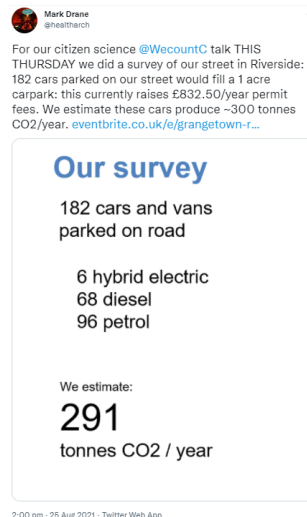 Mark Drane
@healtharch
For our citizen science @WecountC talk THIS
THURSDAY we did a survey of our street in Riverside:
182 cars parked on our street would fill a 1 acre
carpark: this currently raises £832.50/year permit
fees. We estimate these cars produce ~300 tonnes
CO2/year. eventbrite.co.uk/e/grangetown-r...
Our survey
182 cars and vans
parked on road
6 hybrid electric
68 diesel
96 petrol
We estimate:
291
tonnes CO2 / year
2:00 pm · 25 Aug 2021 · Twitter Web App